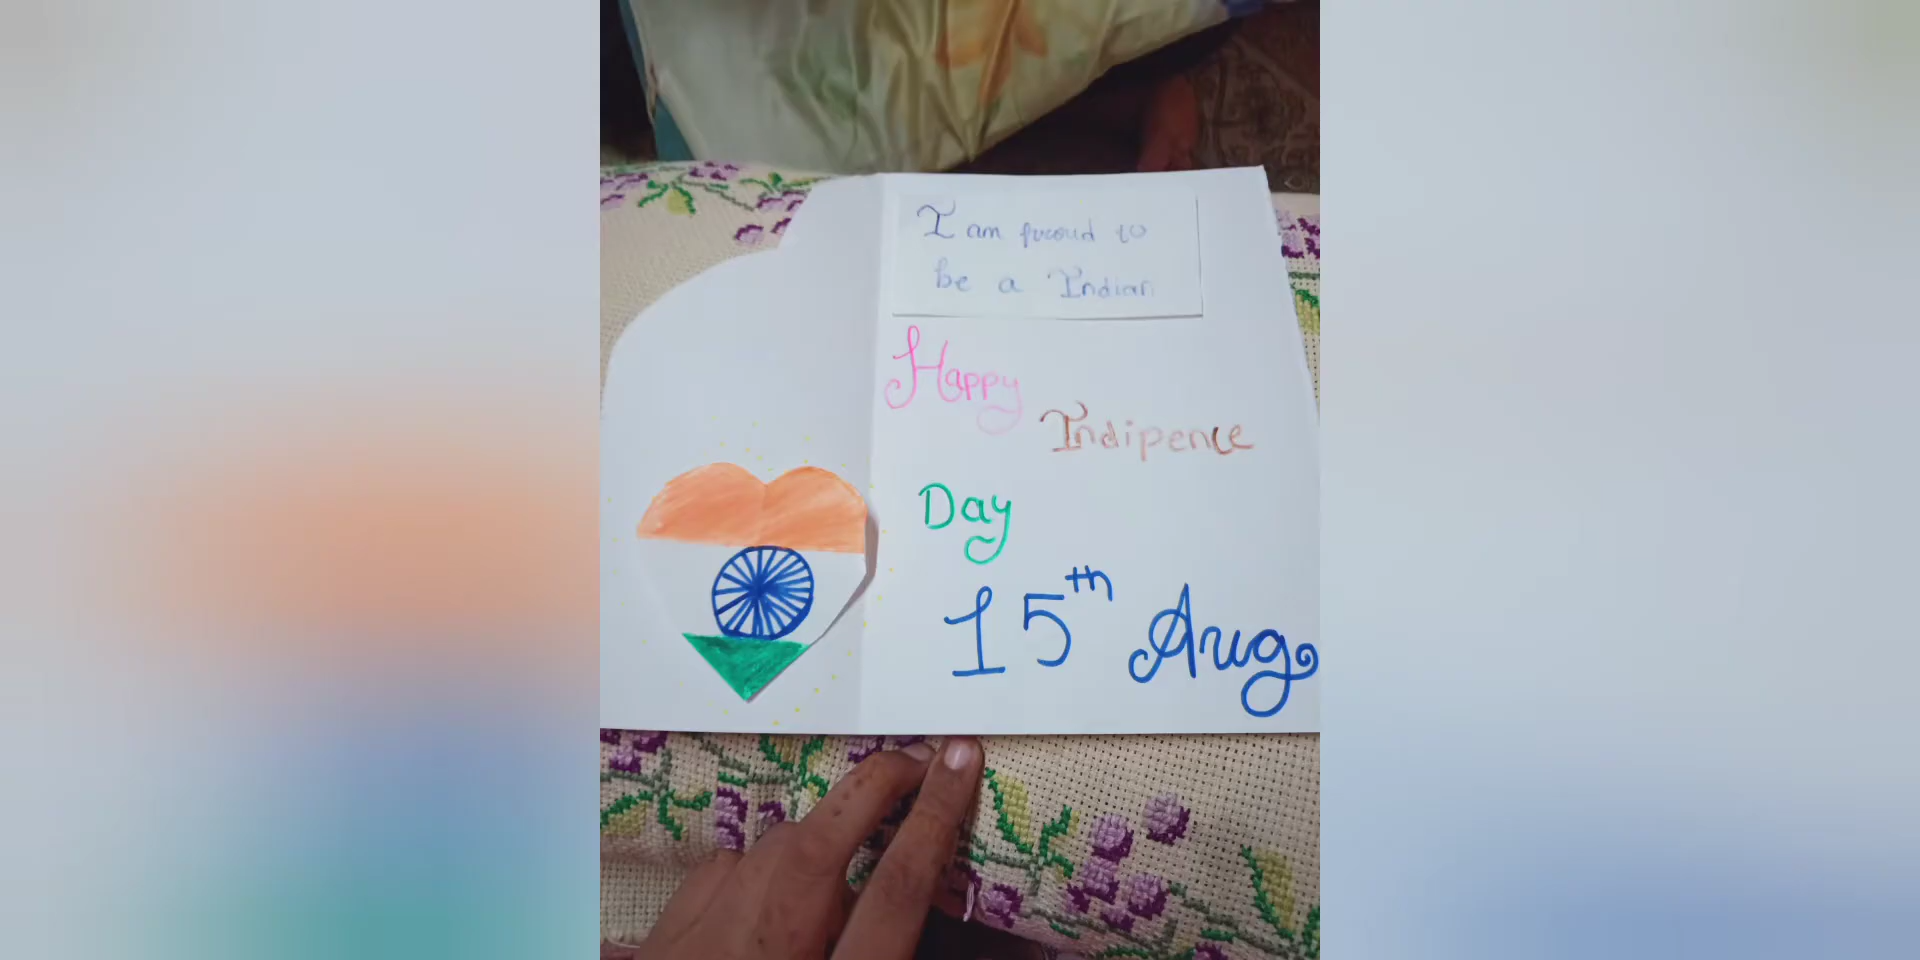 I am proud to
be a Indian
Happy
Indipence
Day
15th Aug